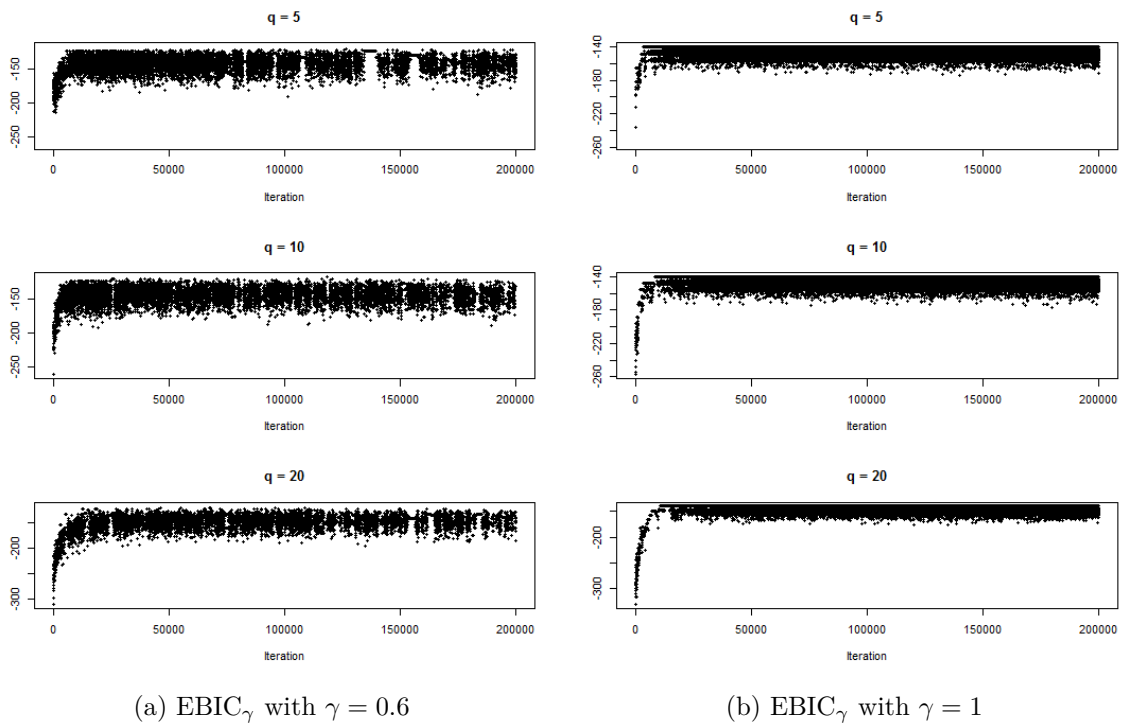 q = 5
-150
-200
-250
0 50000 100000 150000 200000
Iteration
q = 10
-150
-200
-250
0 50000 100000 150000 200000
Iteration
q = 20
-200
-300
0 50000 100000 150000 200000
Iteration
(a) EBICγ with γ = 0.6
q = 5
-140
-180
-220
-260
0 50000 100000 150000 200000
Iteration
q = 10
-140
-180
-220
-260
0 50000 100000 150000 200000
Iteration
q = 20
-200
-300
0 50000 100000 150000 200000
Iteration
(b) EBICγ with γ = 1